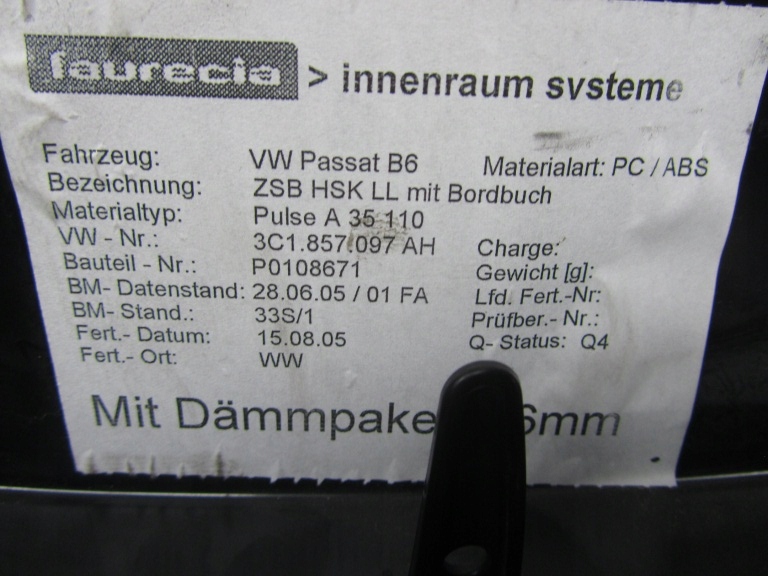 faurecia > innenraum systeme
Fahrzeug: VW Passat B6 Materialart: PC / ABS
Bezeichnung: ZSB HSK LL mit Bordbuch
Materialtyp: Pulse A 35 110
VW - Nr.: 3C1.857.097 AH Charge:
Bauteil - Nr.: P0108671 Gewicht [g]:
BM- Datenstand: 28.06.05 / 01 FA Lfd. Fert.-Nr:
BM- Stand.: 33S/1 Prüfber.- Nr.:
Fert.- Datum: 15.08.05 Q- Status: Q4
Fert.- Ort: WW
Mit Dämmpake 6mm